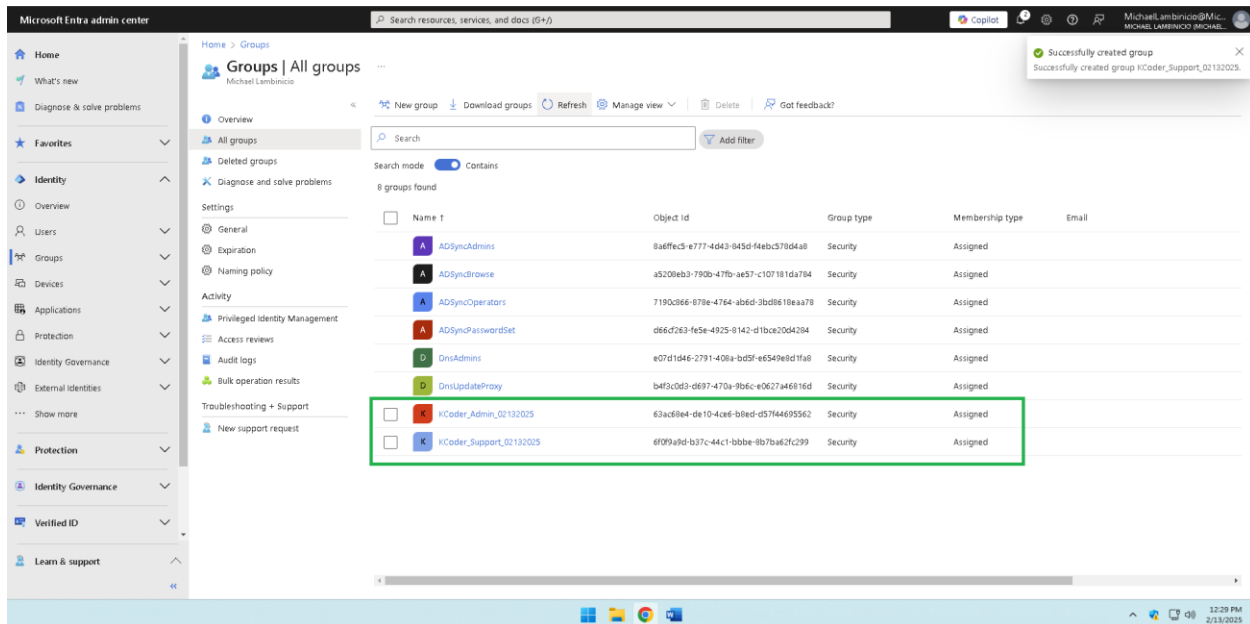 Microsoft Entra admin center
Search resources, services, and docs (G+/)
Copilot
2
MichaelLambinicio@Mic...
MICHAEL LAMBINICIO (MICHAEL...
Successfully created group
Successfully created group KCoder_Support_02132025.
Home
What's new
Diagnose & solve problems
Favorites
Identity
Overview
Users
Groups
Devices
Applications
Protection
Identity Governance
External Identities
Show more
Protection
Identity Governance
Verified ID
Learn & support
Home > Groups
Groups | All groups
Michael Lambinicio
Overview
All groups
Deleted groups
Diagnose and solve problems
Settings
General
Expiration
Naming policy
Activity
Privileged Identity Management
Access reviews
Audit logs
Bulk operation results
Troubleshooting + Support
New support request
New group Download groups Refresh Manage view Delete Got feedback?
Search
Add filter
Search mode Contains
8 groups found
Name ↑ Object Id Group type Membership type Email
A ADSyncAdmins 8a6ffec5-e777-4d43-845d-f4ebc578d4a8 Security Assigned
A ADSyncBrowse a5208eb3-790b-47fb-ae57-c107181da784 Security Assigned
A ADSyncOperators 7190c866-878e-4764-ab6d-3bd8618eaa78 Security Assigned
A ADSyncPasswordSet d66cf263-fe5e-4925-8142-d1bce20d4284 Security Assigned
D DnsAdmins e07d1d46-2791-408a-bd5f-e6549e8d1fa8 Security Assigned
D DnsUpdateProxy b4f3c0d3-d697-470a-9b6c-e0627a46816d Security Assigned
K KCoder_Admin_02132025 63ac68e4-de10-4ce6-b8ed-d57f44695562 Security Assigned
K KCoder_Support_02132025 6f0f9a9d-b37c-44c1-bbbe-8b7ba62fc299 Security Assigned
12:29 PM
2/13/2025